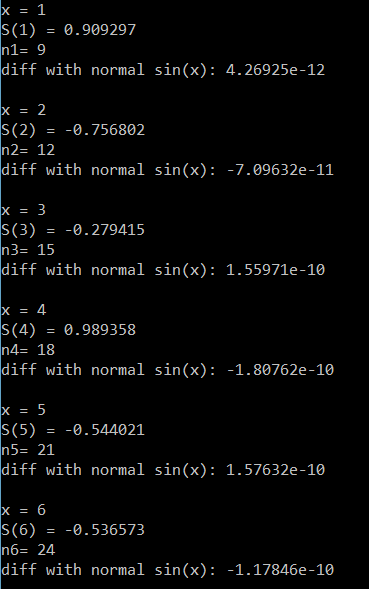 x = 1
S(1) = 0.909297
n1= 9
diff with normal sin(x): 4.26925e-12
x = 2
S(2) = -0.756802
n2= 12
diff with normal sin(x): -7.09632e-11
x = 3
S(3) = -0.279415
n3= 15
diff with normal sin(x): 1.55971e-10
x = 4
S(4) = 0.989358
n4= 18
diff with normal sin(x): -1.80762e-10
x = 5
S(5) = -0.544021
n5= 21
diff with normal sin(x): 1.57632e-10
x = 6
S(6) = -0.536573
n6= 24
diff with normal sin(x): -1.17846e-10